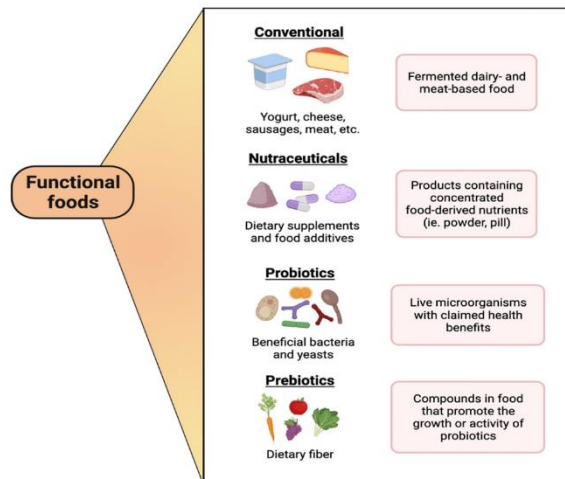 Functional
foods
Conventional
Yogurt, cheese,
sausages, meat, etc.
Fermented dairy- and
meat-based food
Nutraceuticals
Dietary supplements
and food additives
Products containing
concentrated
food-derived nutrients
(ie. powder, pill)
Probiotics
Beneficial bacteria
and yeasts
Live microorganisms
with claimed health
benefits
Prebiotics
Dietary fiber
Compounds in food
that promote the
growth or activity of
probiotics